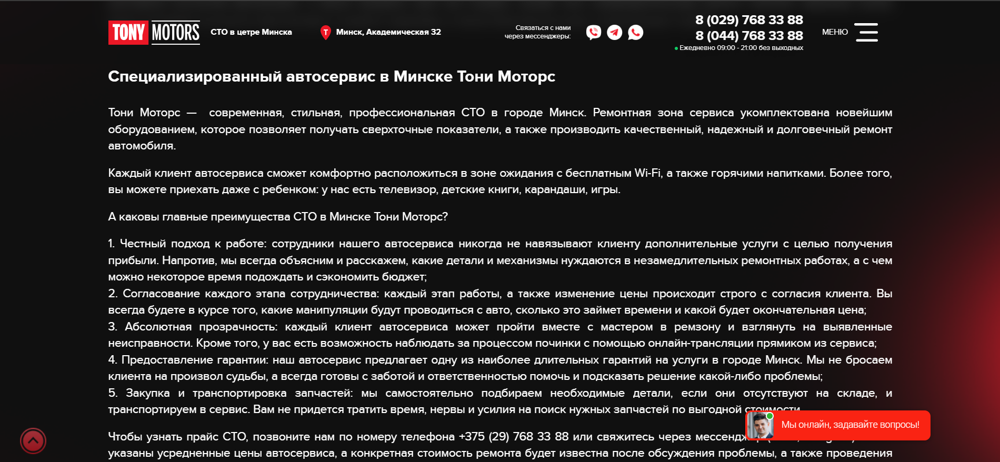 TONY MOTORS
СТО в цетре Минска
Минск, Академическая 32
Связаться с нами
через мессенджеры:
8 (029) 768 33 88
8 (044) 768 33 88
Ежедневно 09:00 - 21:00 без выходных
МЕНЮ
Специализированный автосервис в Минске Тони Моторс
Тони Моторс — современная, стильная, профессиональная СТО в городе Минск. Ремонтная зона сервиса укомплектована новейшим
оборудованием, которое позволяет получать сверхточные показатели, а также производить качественный, надежный и долговечный ремонт
автомобиля.
Каждый клиент автосервиса сможет комфортно расположиться в зоне ожидания с бесплатным Wi-Fi, а также горячими напитками. Более того,
вы можете приехать даже с ребенком: у нас есть телевизор, детские книги, карандаши, игры.
А каковы главные преимущества СТО в Минске Тони Моторс?
1. Честный подход к работе: сотрудники нашего автосервиса никогда не навязывают клиенту дополнительные услуги с целью получения
прибыли. Напротив, мы всегда объясним и расскажем, какие детали и механизмы нуждаются в незамедлительных ремонтных работах, а с чем
можно некоторое время подождать и сэкономить бюджет;
2. Согласование каждого этапа сотрудничества: каждый этап работы, а также изменение цены происходит строго с согласия клиента. Вы
всегда будете в курсе того, какие манипуляции будут проводиться с авто, сколько это займет времени и какой будет окончательная цена;
3. Абсолютная прозрачность: каждый клиент автосервиса может пройти вместе с мастером в ремзону и взглянуть на выявленные
неисправности. Кроме того, у вас есть возможность наблюдать за процессом починки с помощью онлайн-трансляции прямиком из сервиса;
4. Предоставление гарантии: наш автосервис предлагает одну из наиболее длительных гарантий на услуги в городе Минск. Мы не бросаем
клиента на произвол судьбы, а всегда готовы с заботой и ответственностью помочь и подсказать решение какой-либо проблемы;
5. Закупка и транспортировка запчастей: мы самостоятельно подбираем необходимые детали, если они отсутствуют на складе, и
транспортируем в сервис. Вам не придется тратить время, нервы и усилия на поиск нужных запчастей по выгодной стоимости.
Мы онлайн, задавайте вопросы!
Чтобы узнать прайс СТО, позвоните нам по номеру телефона +375 (29) 768 33 88 или свяжитесь через
указаны усредненные цены автосервиса, а конкретная стоимость ремонта будет известна после обсуждения проблемы, а также проведения